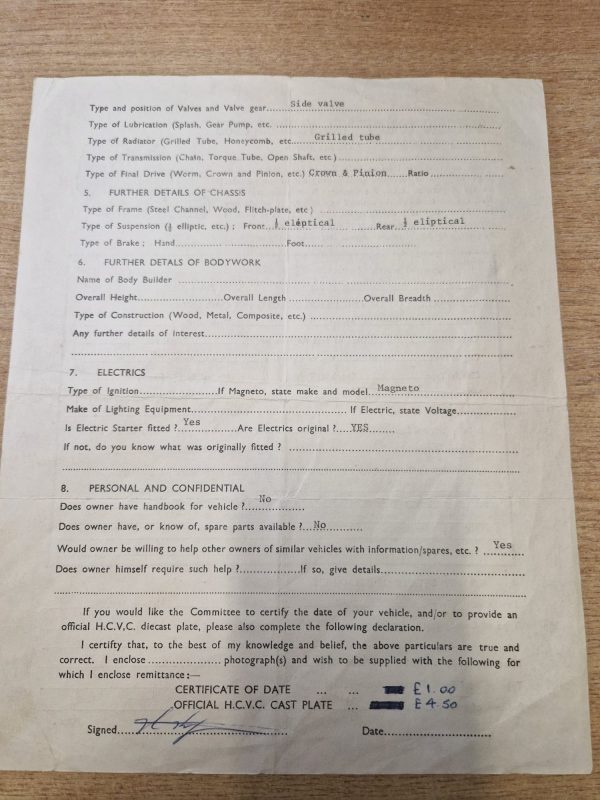 Type and position of Valves and Valve gear......Side valve
Type of Lubrication (Splash, Gear Pump, etc. ..............................
Type of Radiator (Grilled Tube, Honeycomb, etc......Grilled tube
Type of Transmission (Chain, Torque Tube, Open Shaft, etc ) ..............................
Type of Final Drive (Worm, Crown and Pinion, etc.) Crown & Pinion......Ratio ..................
5. FURTHER DETAILS OF CHASSIS
Type of Frame (Steel Channel, Wood, Flitch-plate, etc ) ..............................
Type of Suspension (½ elliptic, etc.) ; Front...½ eleptical ........Rear..½ eliptical
Type of Brake ; Hand..............................Foot..............................
6. FURTHER DETALS OF BODYWORK
Name of Body Builder ..............................
Overall Height......................Overall Length ......................Overall Breadth ......................
Type of Construction (Wood, Metal, Composite, etc.) ..............................
Any further details of interest..............................
7. ELECTRICS
Type of Ignition......................If Magneto, state make and model..Magneto
Make of Lighting Equipment.............................. If Electric, state Voltage..................
Is Electric Starter fitted ?..Yes..............Are Electrics original ?....YES........
If not, do you know what was originally fitted ? ..............................
8. PERSONAL AND CONFIDENTIAL
Does owner have handbook for vehicle ?....No..............
Does owner have, or know of, spare parts available ?...No............
Would owner be willing to help other owners of similar vehicles with information/spares, etc. ? ..Yes.....
Does owner himself require such help ?..................If so, give details..............................
If you would like the Committee to certify the date of your vehicle, and/or to provide an
official H.C.V.C. diecast plate, please also complete the following declaration.
I certify that, to the best of my knowledge and belief, the above particulars are true and
correct. I enclose ...................... photograph(s) and wish to be supplied with the following for
which I enclose remittance :—
CERTIFICATE OF DATE ... ... £1.00
OFFICIAL H.C.V.C. CAST PLATE ... £4.50
Signed.............................. Date..............................